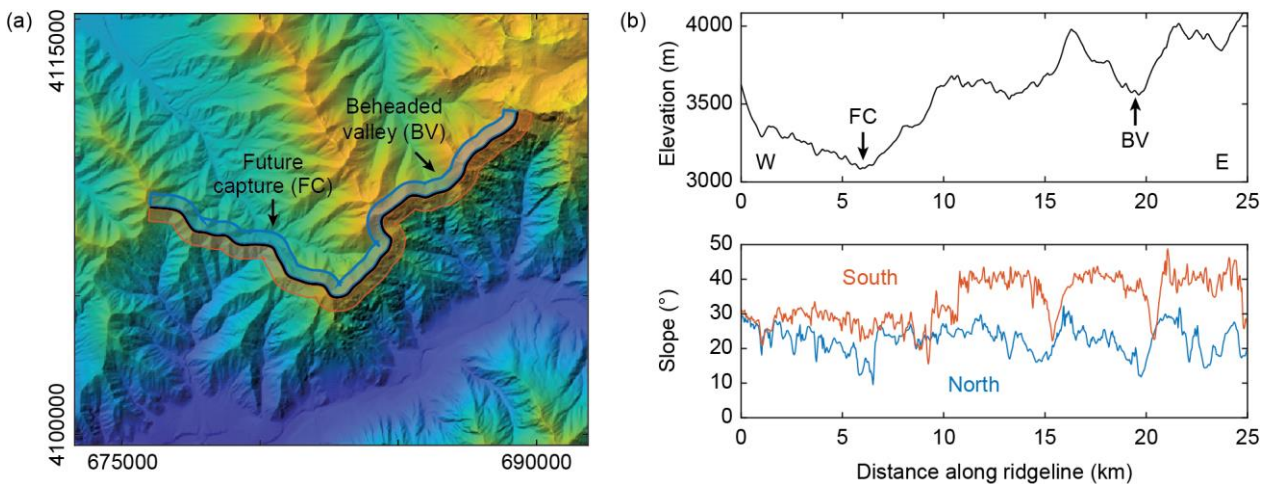 (a)
4115000
4100000
675000
690000
Beheaded
valley (BV)
Future
capture (FC)
(b)
Elevation (m)
4000
3500
3000
FC
BV
W
E
0
5
10
15
20
25
Slope (°)
50
40
30
20
10
0
South
North
0
5
10
15
20
25
Distance along ridgeline (km)